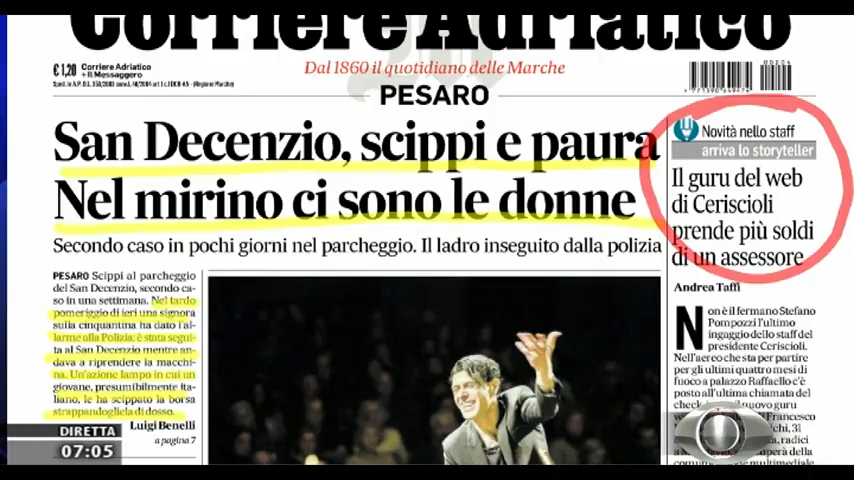 Corriere Adriatico
€ 1,20 Corriere Adriatico
+ Il Messaggero
Dal 1860 il quotidiano delle Marche
PESARO
San Decenzio, scippi e paura
Nel mirino ci sono le donne
Secondo caso in pochi giorni nel parcheggio. Il ladro inseguito dalla polizia
PESARO Scippi al parcheggio
del San Decenzio, secondo ca-
so in una settimana. Nel tardo
pomeriggio di ieri una signora
sulla cinquantina ha dato l'al-
larme alla Polizia: è stata segui-
ta al San Decenzio mentre an-
dava a riprendere la macchi-
na. Un'azione lampo in cui un
giovane, presumibilmente ita-
liano, le ha scippato la borsa
strappandogliela di dosso.
Luigi Benelli
a pagina 7
Novità nello staff
arriva lo storyteller
Il guru del web
di Ceriscioli
prende più soldi
di un assessore
Andrea Taffi
Non è il fermano Stefano
Pompozzi l'ultimo
ingaggio dello staff del
presidente Ceriscioli.
Nell'aereo che sta per partire
per gli ultimi quattro mesi di
fuoco a palazzo Raffaello c'è
posto all'ultima chiamata del
nuovo guru
Francesco
31
radici
della
multimediale
DIRETTA
07:05